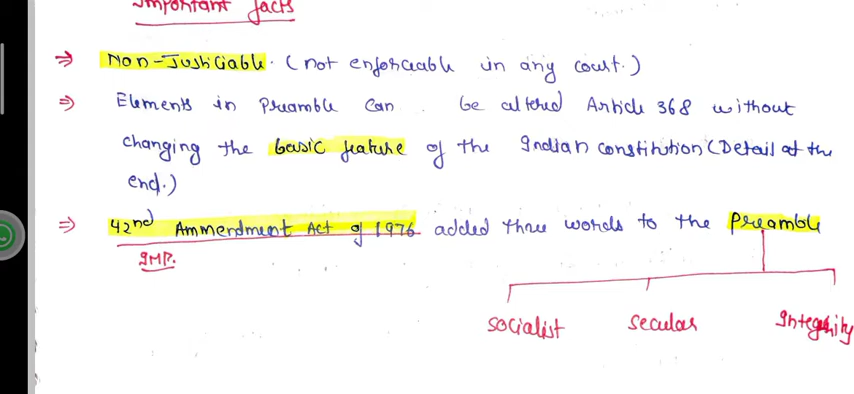 Important facts
⇒ Non-Justiciable. (not enforceable in any court.)
⇒ Elements in Preamble can be altered Article 368 without
changing the basic feature of the Indian constitution (Detail at the
end.)
⇒ 42nd Ammendment Act of 1976 added three words to the Preamble
IMP.
Socialist Secular Integrity